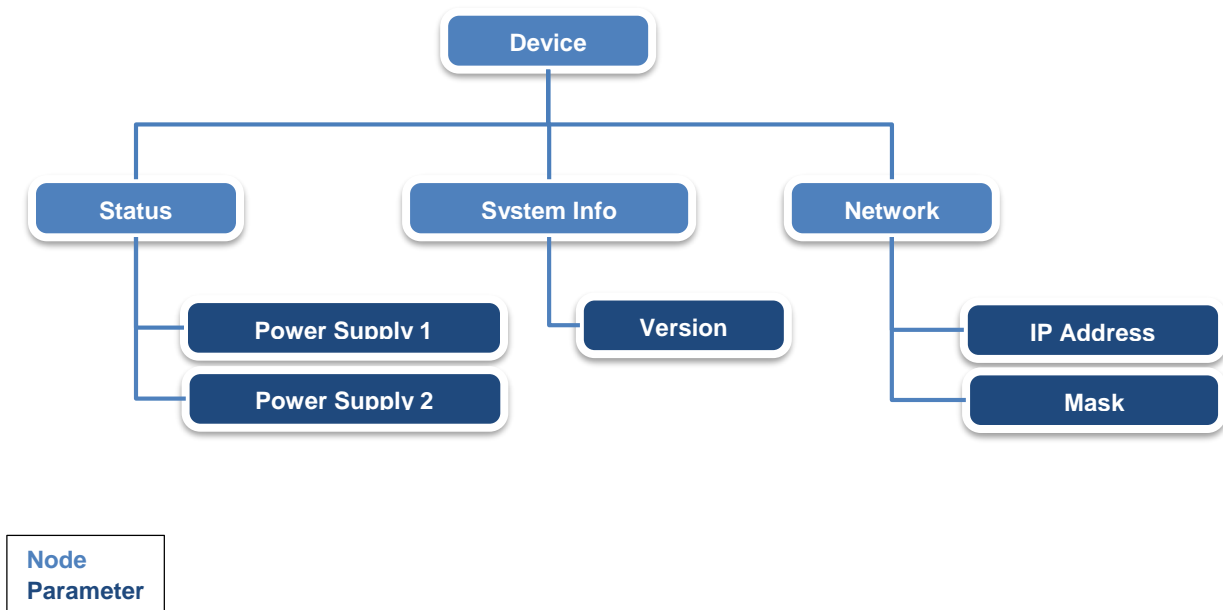 Device
Status
System Info
Network
Power Supply 1
Version
IP Address
Power Supply 2
Mask
Node
Parameter